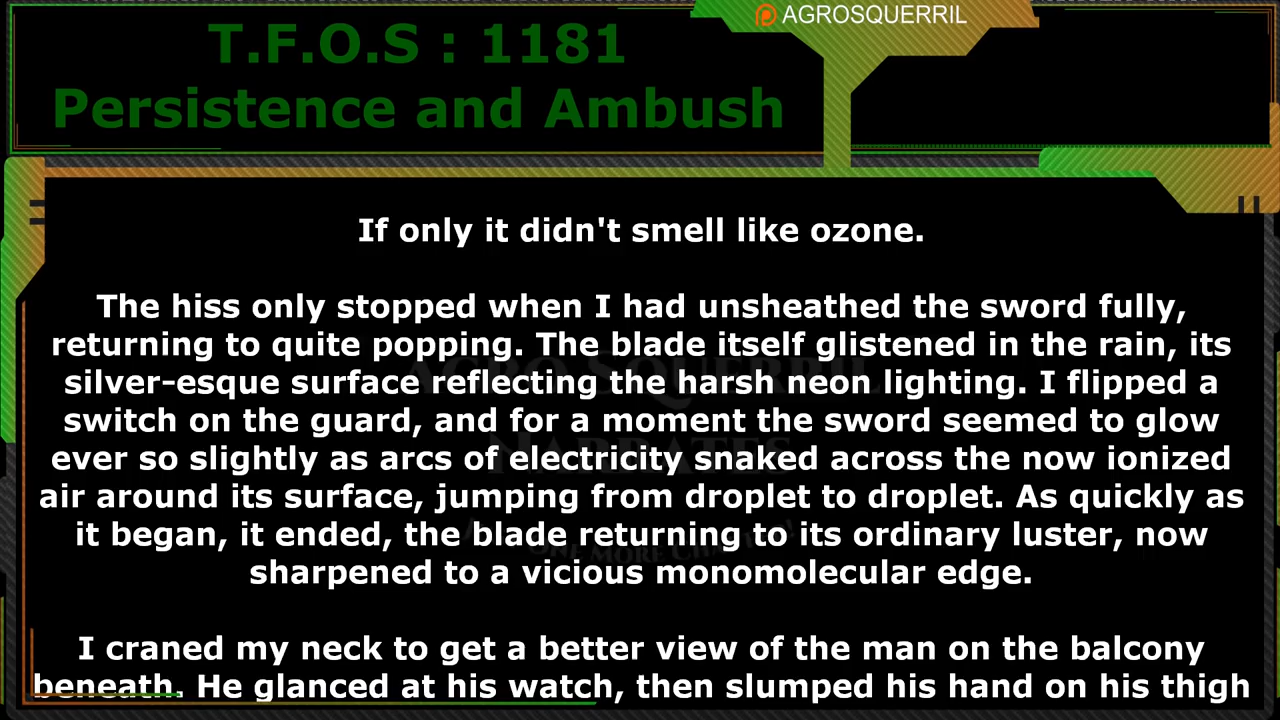 AGROSQUERRIL
T.F.O.S : 1181
Persistence and Ambush
If only it didn't smell like ozone.
The hiss only stopped when I had unsheathed the sword fully,
returning to quite popping. The blade itself glistened in the rain, its
silver-esque surface reflecting the harsh neon lighting. I flipped a
switch on the guard, and for a moment the sword seemed to glow
ever so slightly as arcs of electricity snaked across the now ionized
air around its surface, jumping from droplet to droplet. As quickly as
it began, it ended, the blade returning to its ordinary luster, now
sharpened to a vicious monomolecular edge.
I craned my neck to get a better view of the man on the balcony
beneath. He glanced at his watch, then slumped his hand on his thigh